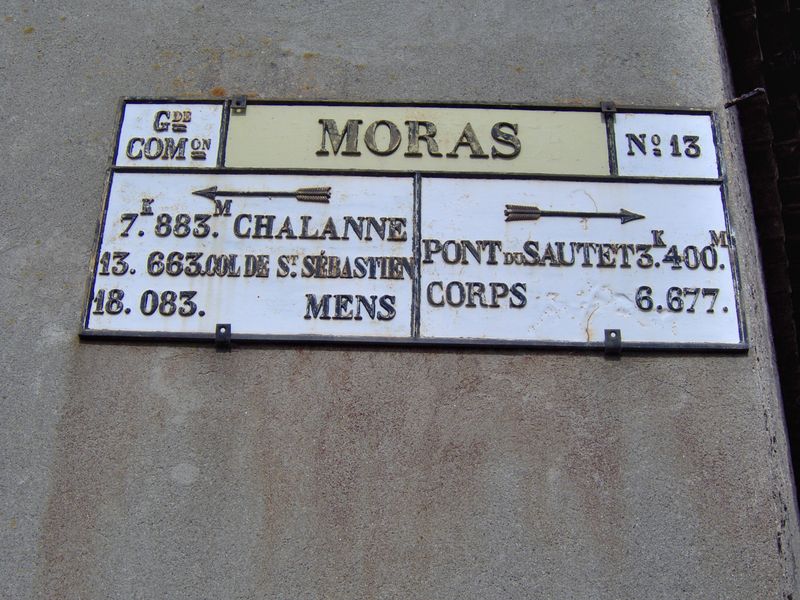 GDE COMON
MORAS
No 13
7.K 883.M CHALANNE
13. 663. COL DE ST SÉBASTIEN
18. 083. MENS
PONT DU SAUTET 3.K 400.M
CORPS 6.677.